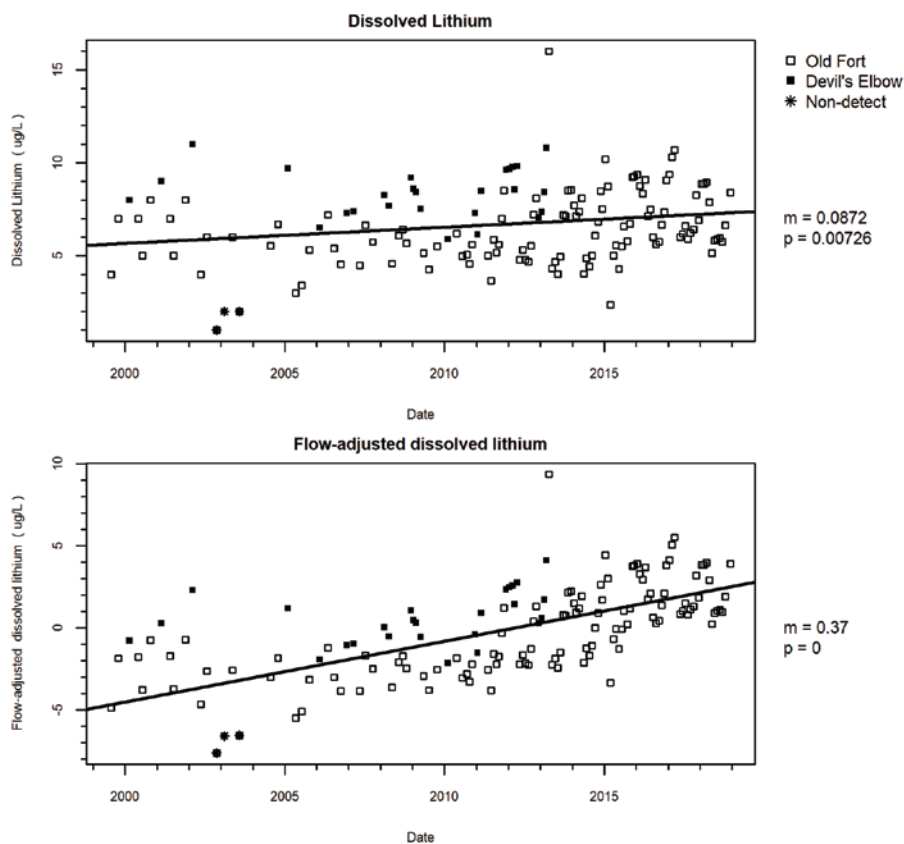 Dissolved Lithium
15
10
5
Dissolved Lithium ( ug/L )
2000 2005 2010 2015
Date
Old Fort
Devil's Elbow
Non-detect
m = 0.0872
p = 0.00726
Flow-adjusted dissolved lithium
10
5
0
-5
Flow-adjusted dissolved lithium ( ug/L )
2000 2005 2010 2015
Date
m = 0.37
p = 0